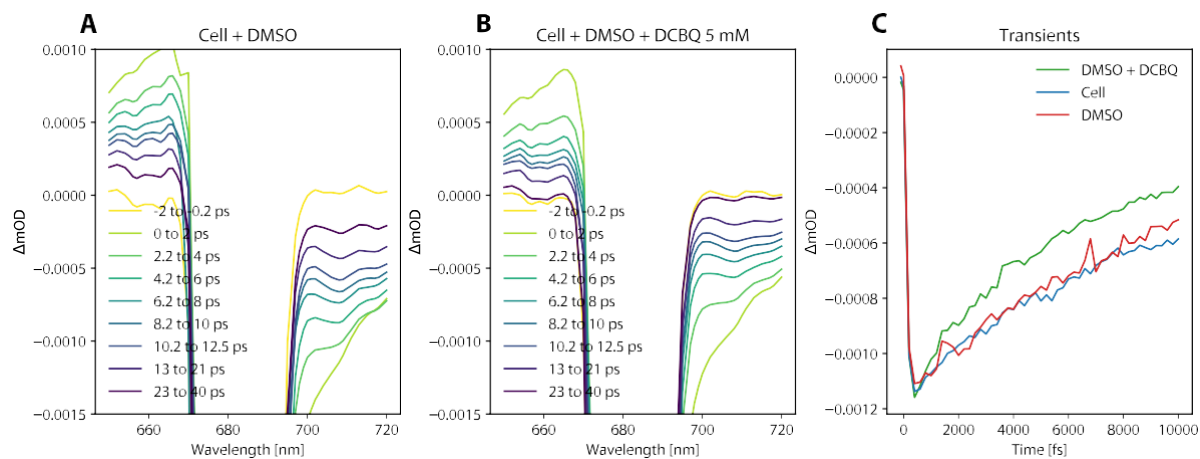 A
Cell + DMSO
0.0010
0.0005
0.0000
−0.0005
−0.0010
−0.0015
ΔmOD
-2 to -0.2 ps
0 to 2 ps
2.2 to 4 ps
4.2 to 6 ps
6.2 to 8 ps
8.2 to 10 ps
10.2 to 12.5 ps
13 to 21 ps
23 to 40 ps
660
680
700
720
Wavelength [nm]
B
Cell + DMSO + DCBQ 5 mM
0.0010
0.0005
0.0000
−0.0005
−0.0010
−0.0015
ΔmOD
-2 to -0.2 ps
0 to 2 ps
2.2 to 4 ps
4.2 to 6 ps
6.2 to 8 ps
8.2 to 10 ps
10.2 to 12.5 ps
13 to 21 ps
23 to 40 ps
660
680
700
720
Wavelength [nm]
C
Transients
0.0000
−0.0002
−0.0004
−0.0006
−0.0008
−0.0010
−0.0012
ΔmOD
DMSO + DCBQ
Cell
DMSO
0
2000
4000
6000
8000
10000
Time [fs]